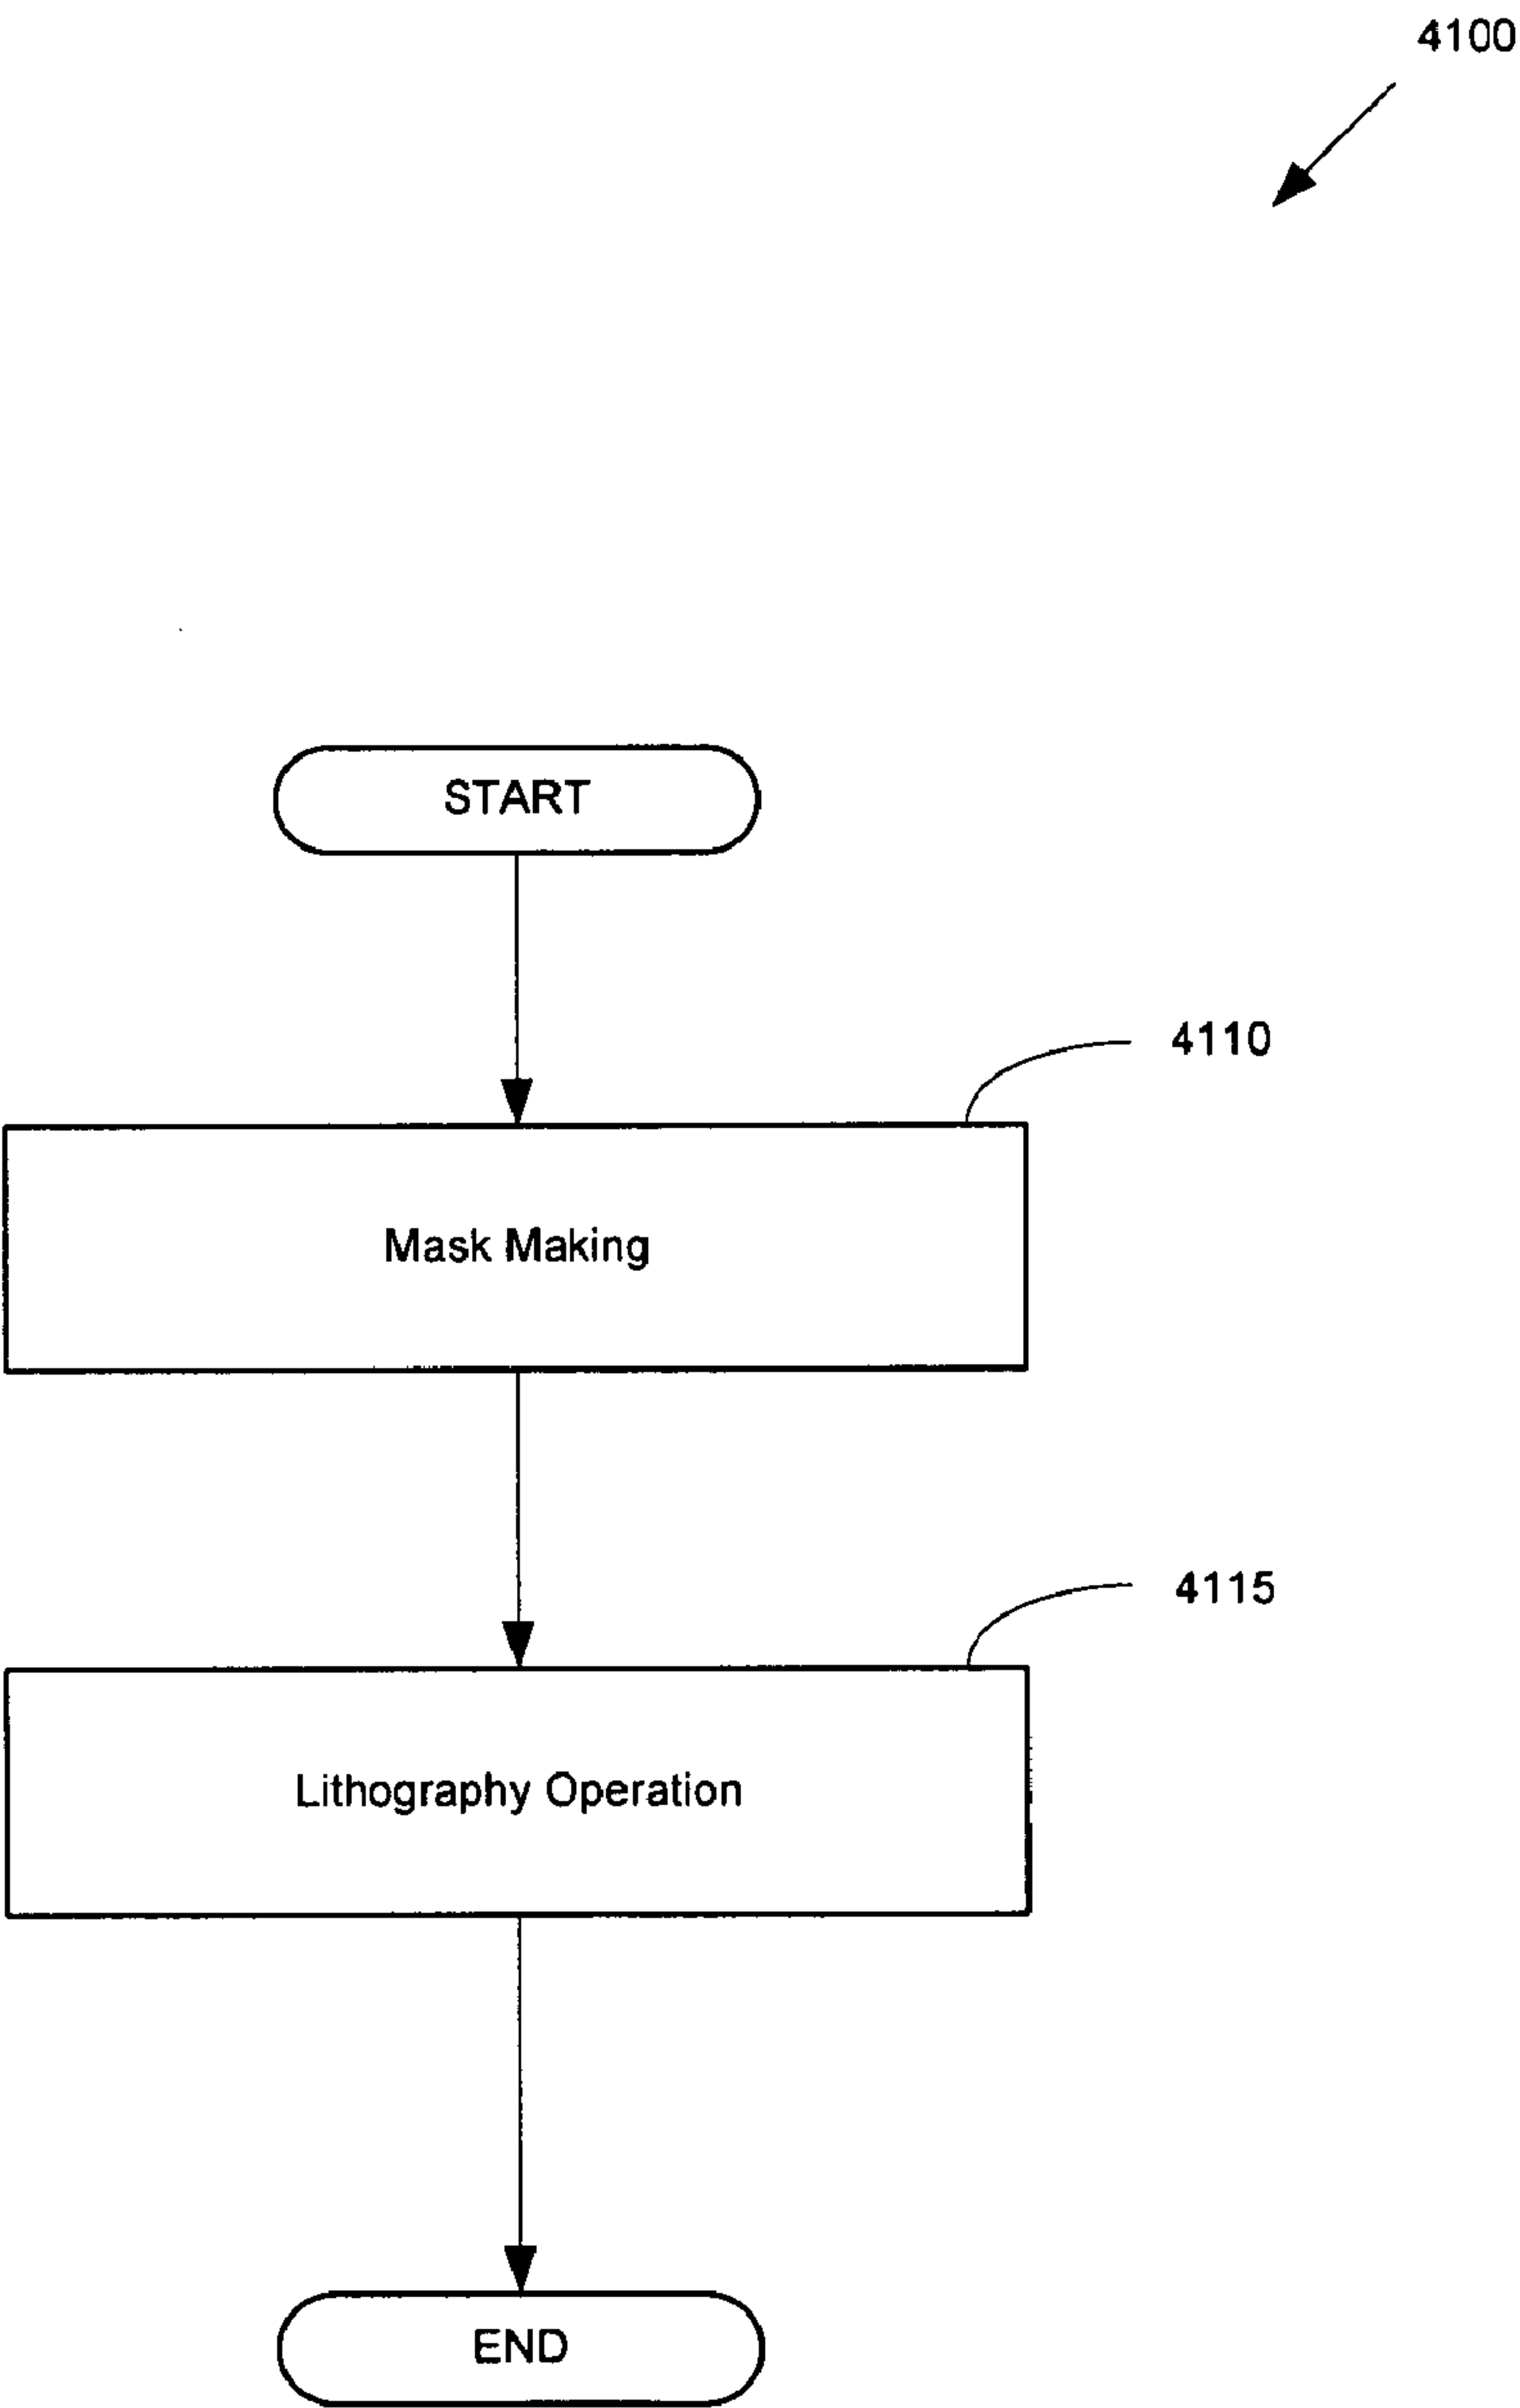 4100
START
4110
Mask Making
4115
Lithography Operation
END